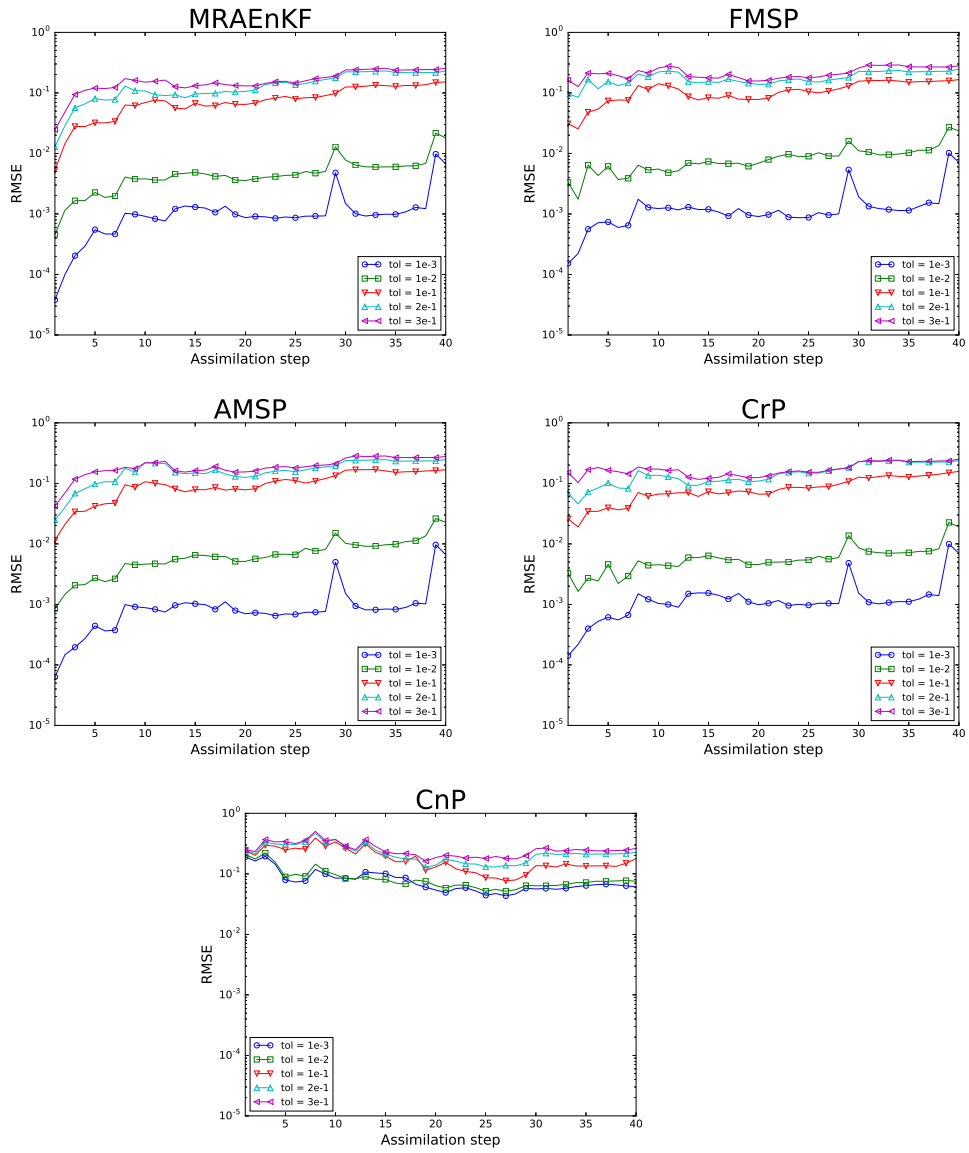 MRAEnKF
10^0
10^-1
10^-2
10^-3
10^-4
10^-5
RMSE
tol = 1e-3
tol = 1e-2
tol = 1e-1
tol = 2e-1
tol = 3e-1
5 10 15 20 25 30 35 40
Assimilation step
FMSP
10^0
10^-1
10^-2
10^-3
10^-4
10^-5
RMSE
tol = 1e-3
tol = 1e-2
tol = 1e-1
tol = 2e-1
tol = 3e-1
5 10 15 20 25 30 35 40
Assimilation step
AMSP
10^0
10^-1
10^-2
10^-3
10^-4
10^-5
RMSE
tol = 1e-3
tol = 1e-2
tol = 1e-1
tol = 2e-1
tol = 3e-1
5 10 15 20 25 30 35 40
Assimilation step
CrP
10^0
10^-1
10^-2
10^-3
10^-4
10^-5
RMSE
tol = 1e-3
tol = 1e-2
tol = 1e-1
tol = 2e-1
tol = 3e-1
5 10 15 20 25 30 35 40
Assimilation step
CnP
10^0
10^-1
10^-2
10^-3
10^-4
10^-5
RMSE
tol = 1e-3
tol = 1e-2
tol = 1e-1
tol = 2e-1
tol = 3e-1
5 10 15 20 25 30 35 40
Assimilation step